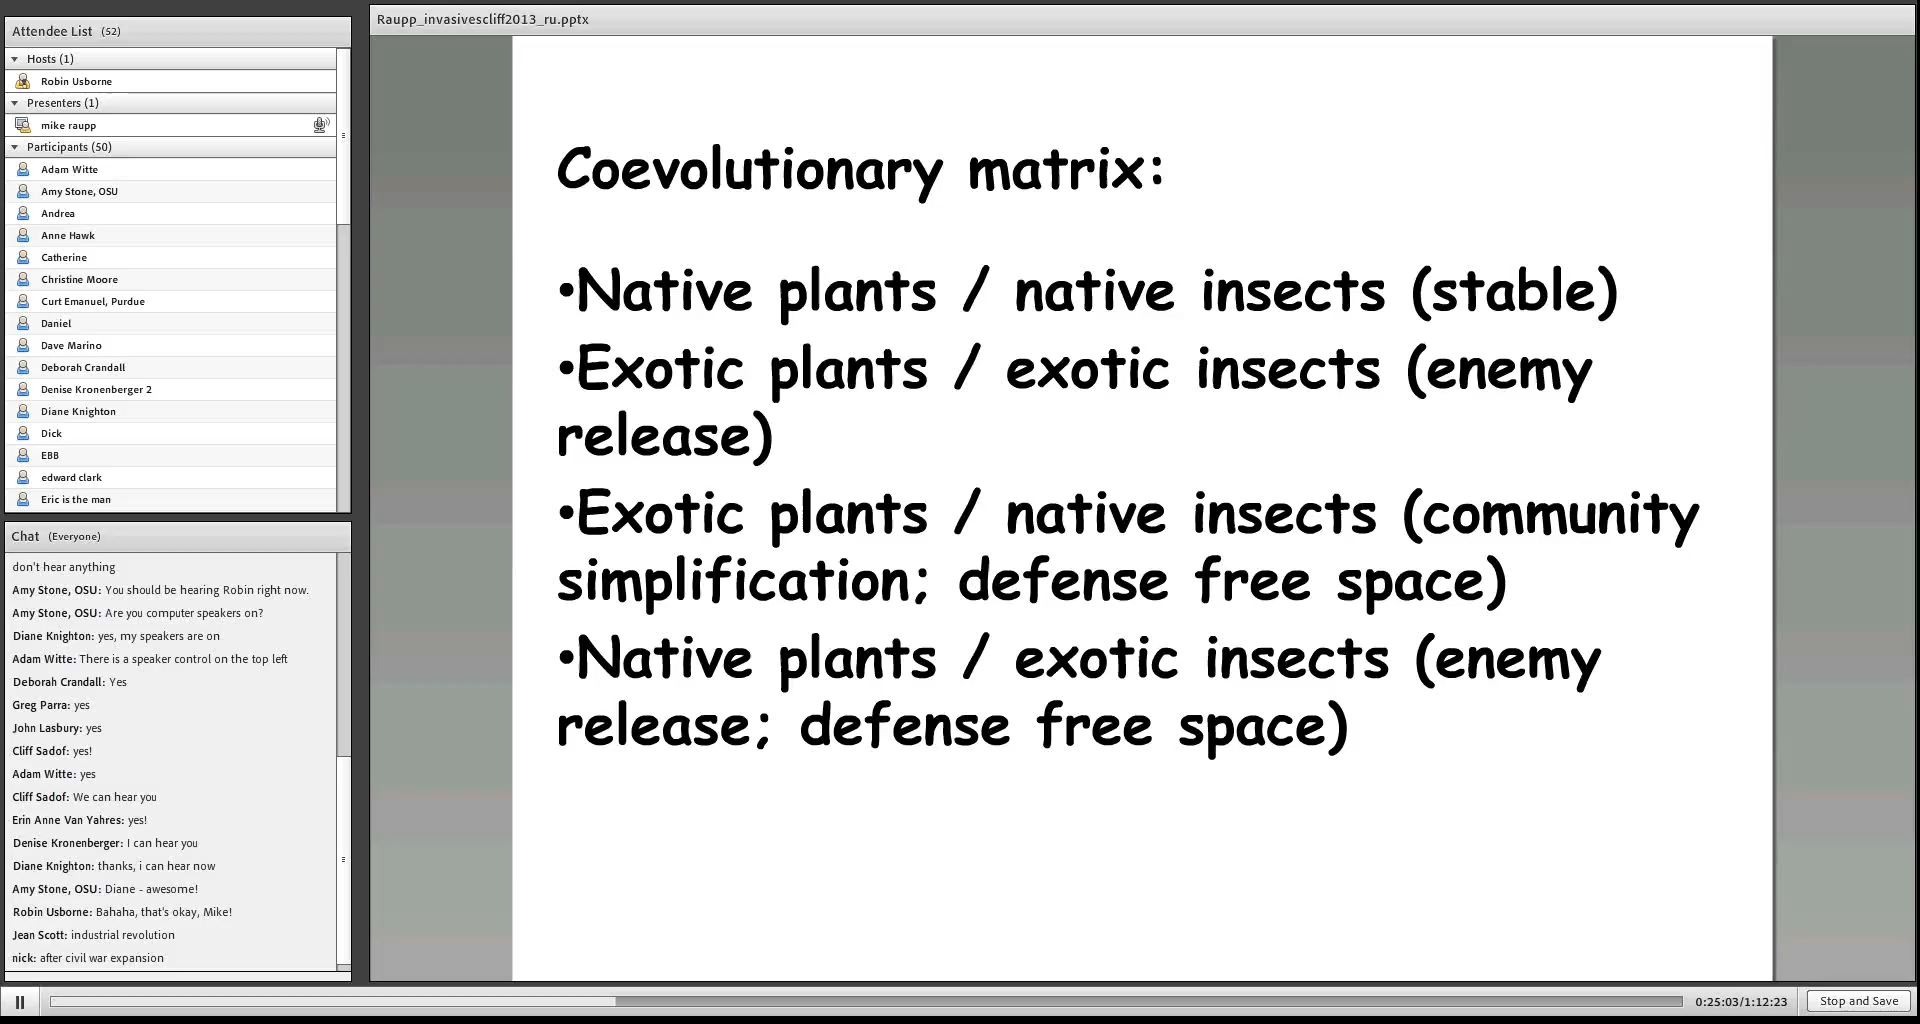 Attendee List (52)
Hosts (1)
Robin Usborne
Presenters (1)
mike raupp
Participants (50)
Adam Witte
Amy Stone, OSU
Andrea
Anne Hawk
Catherine
Christine Moore
Curt Emanuel, Purdue
Daniel
Dave Marino
Deborah Crandall
Denise Kronenberger 2
Diane Knighton
Dick
EBB
edward clark
Eric is the man
Chat (Everyone)
don't hear anything
Amy Stone, OSU: You should be hearing Robin right now.
Amy Stone, OSU: Are you computer speakers on?
Diane Knighton: yes, my speakers are on
Adam Witte: There is a speaker control on the top left
Deborah Crandall: Yes
Greg Parra: yes
John Lasbury: yes
Cliff Sadof: yes!
Adam Witte: yes
Cliff Sadof: We can hear you
Erin Anne Van Yahres: yes!
Denise Kronenberger: I can hear you
Diane Knighton: thanks, i can hear now
Amy Stone, OSU: Diane - awesome!
Robin Usborne: Bahaha, that's okay, Mike!
Jean Scott: industrial revolution
nick: after civil war expansion
Raupp_invasivescliff2013_ru.pptx
Coevolutionary matrix:
•Native plants / native insects (stable)
•Exotic plants / exotic insects (enemy
release)
•Exotic plants / native insects (community
simplification; defense free space)
•Native plants / exotic insects (enemy
release; defense free space)
0:25:03/1:12:23
Stop and Save